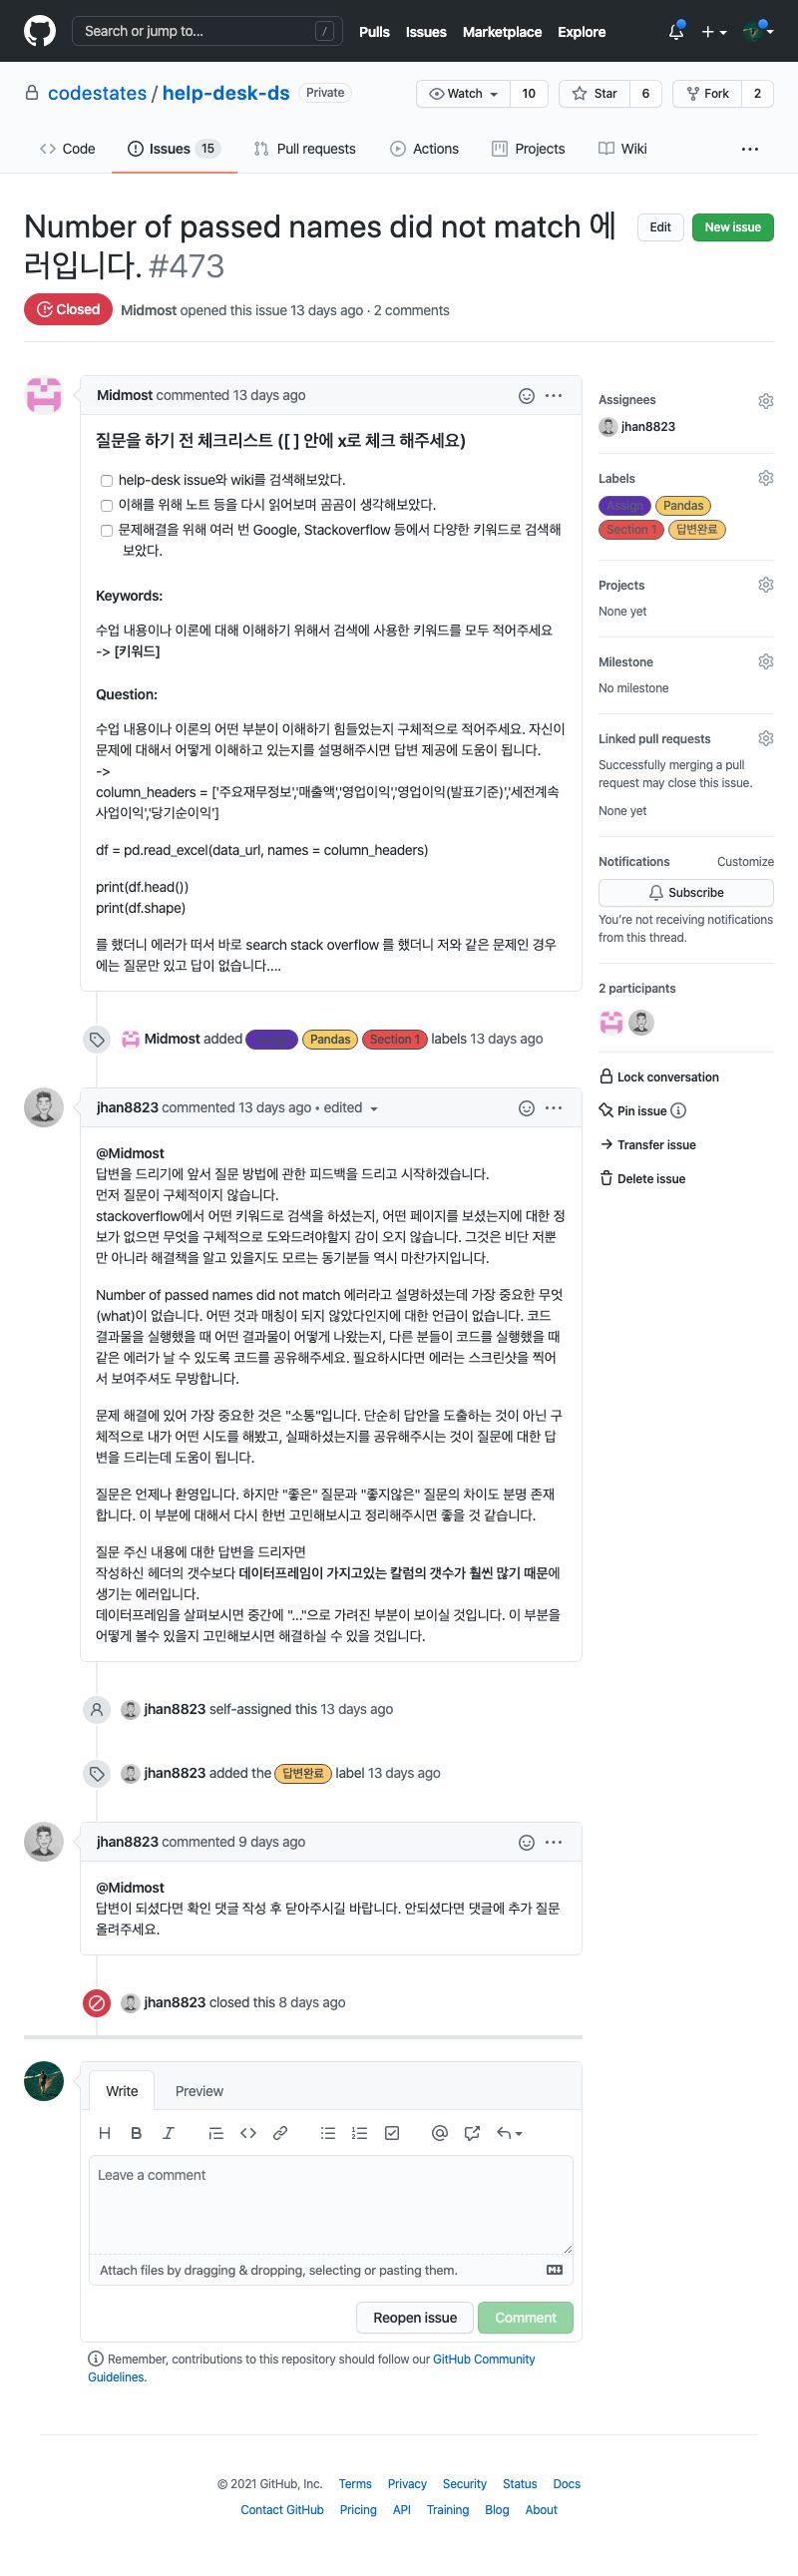 Search or jump to... /
Pulls Issues Marketplace Explore
codestates / help-desk-ds Private
Watch 10 Star 6 Fork 2
Code Issues 15 Pull requests Actions Projects Wiki
Number of passed names did not match 에
러입니다. #473
Edit New issue
Closed Midmost opened this issue 13 days ago · 2 comments
Midmost commented 13 days ago
질문을 하기 전 체크리스트 ([ ] 안에 x로 체크 해주세요)
help-desk issue와 wiki를 검색해보았다.
이해를 위해 노트 등을 다시 읽어보며 곰곰이 생각해보았다.
문제해결을 위해 여러 번 Google, Stackoverflow 등에서 다양한 키워드로 검색해
보았다.
Keywords:
수업 내용이나 이론에 대해 이해하기 위해서 검색에 사용한 키워드를 모두 적어주세요
-> [키워드]
Question:
수업 내용이나 이론의 어떤 부분이 이해하기 힘들었는지 구체적으로 적어주세요. 자신이
문제에 대해서 어떻게 이해하고 있는지를 설명해주시면 답변 제공에 도움이 됩니다.
->
column_headers = ['주요재무정보','매출액','영업이익','영업이익(발표기준)','세전계속
사업이익','당기순이익']
df = pd.read_excel(data_url, names = column_headers)
print(df.head())
print(df.shape)
를 했더니 에러가 떠서 바로 search stack overflow 를 했더니 저와 같은 문제인 경우
에는 질문만 있고 답이 없습니다....
Midmost added Assign Pandas Section 1 labels 13 days ago
jhan8823 commented 13 days ago • edited
@Midmost
답변을 드리기에 앞서 질문 방법에 관한 피드백을 드리고 시작하겠습니다.
먼저 질문이 구체적이지 않습니다.
stackoverflow에서 어떤 키워드로 검색을 하셨는지, 어떤 페이지를 보셨는지에 대한 정
보가 없으면 무엇을 구체적으로 도와드려야할지 감이 오지 않습니다. 그것은 비단 저뿐
만 아니라 해결책을 알고 있을지도 모르는 동기분들 역시 마찬가지입니다.
Number of passed names did not match 에러라고 설명하셨는데 가장 중요한 무엇
(what)이 없습니다. 어떤 것과 매칭이 되지 않았다인지에 대한 언급이 없습니다. 코드
결과물을 실행했을 때 어떤 결과물이 어떻게 나왔는지, 다른 분들이 코드를 실행했을 때
같은 에러가 날 수 있도록 코드를 공유해주세요. 필요하시다면 에러는 스크린샷을 찍어
서 보여주셔도 무방합니다.
문제 해결에 있어 가장 중요한 것은 "소통"입니다. 단순히 답안을 도출하는 것이 아닌 구
체적으로 내가 어떤 시도를 해봤고, 실패하셨는지를 공유해주시는 것이 질문에 대한 답
변을 드리는데 도움이 됩니다.
질문은 언제나 환영입니다. 하지만 "좋은" 질문과 "좋지않은" 질문의 차이도 분명 존재
합니다. 이 부분에 대해서 다시 한번 고민해보시고 정리해주시면 좋을 것 같습니다.
질문 주신 내용에 대한 답변을 드리자면
작성하신 헤더의 갯수보다 데이터프레임이 가지고있는 칼럼의 갯수가 훨씬 많기 때문에
생기는 에러입니다.
데이터프레임을 살펴보시면 중간에 "..."으로 가려진 부분이 보이실 것입니다. 이 부분을
어떻게 볼수 있을지 고민해보시면 해결하실 수 있을 것입니다.
jhan8823 self-assigned this 13 days ago
jhan8823 added the 답변완료 label 13 days ago
jhan8823 commented 9 days ago
@Midmost
답변이 되셨다면 확인 댓글 작성 후 닫아주시길 바랍니다. 안되셨다면 댓글에 추가 질문
올려주세요.
jhan8823 closed this 8 days ago
Write Preview
H B I
Leave a comment
Attach files by dragging & dropping, selecting or pasting them.
Reopen issue Comment
Remember, contributions to this repository should follow our GitHub Community
Guidelines.
Assignees
jhan8823
Labels
Assign Pandas
Section 1 답변완료
Projects
None yet
Milestone
No milestone
Linked pull requests
Successfully merging a pull
request may close this issue.
None yet
Notifications Customize
Subscribe
You're not receiving notifications
from this thread.
2 participants
Lock conversation
Pin issue
Transfer issue
Delete issue
© 2021 GitHub, Inc. Terms Privacy Security Status Docs
Contact GitHub Pricing API Training Blog About